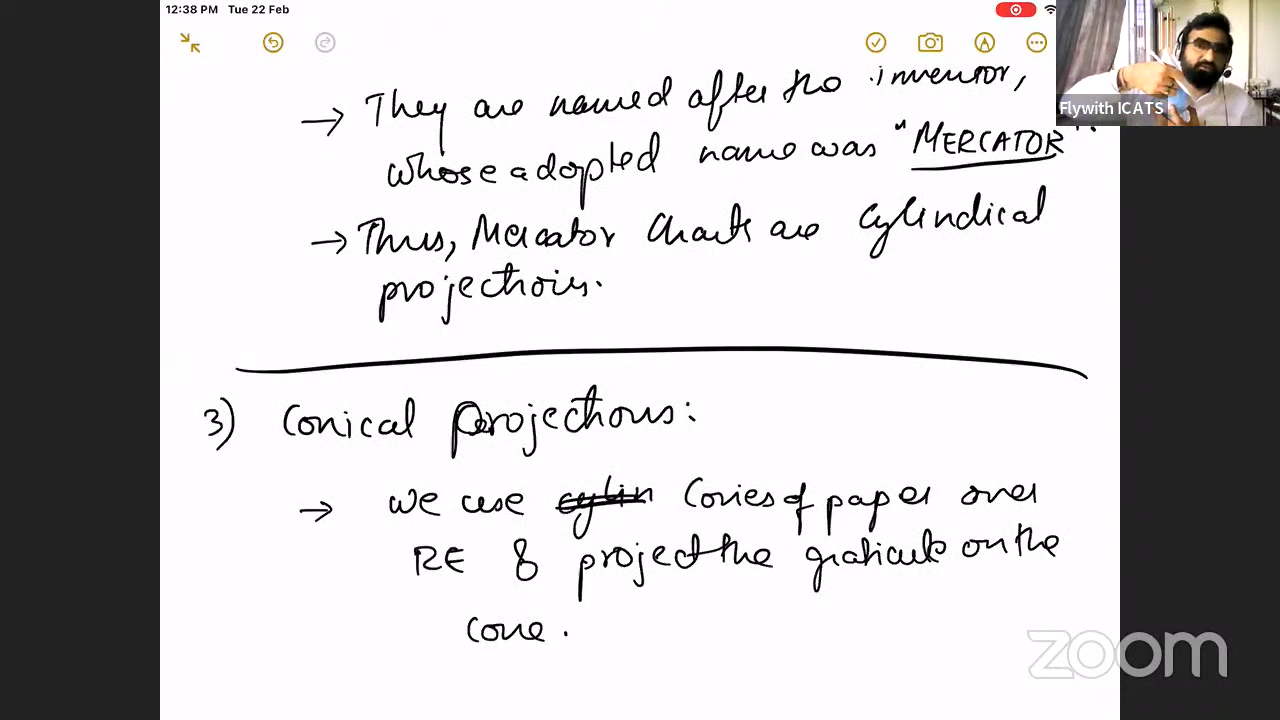 12:38 PM Tue 22 Feb
Flywith ICATS
→ They are named after the inventor,
whose adopted name was "MERCATOR".
→ Thus, Mercator Charts are Cylindical
projections.
3) Conical Projections:
→ we use cylin Cones of paper over
RE & project the graticule on the
cone.
zoom